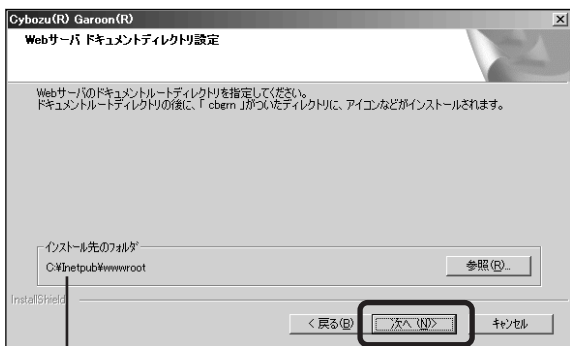 Cybozu(R) Garoon(R)
Webサーバ ドキュメントディレクトリ設定
Webサーバのドキュメントルートディレクトリを指定してください。
ドキュメントルートディレクトリの後に、「 cbgrn 」がついたディレクトリに、アイコンなどがインストールされます。
インストール先のフォルダ
C:¥Inetpub¥wwwroot
参照(R)...
InstallShield
< 戻る(B)
次へ (N)>
キャンセル